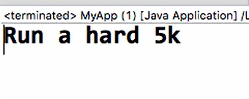 <terminated> MyApp (1) [Java Application] /L
Run a hard 5k